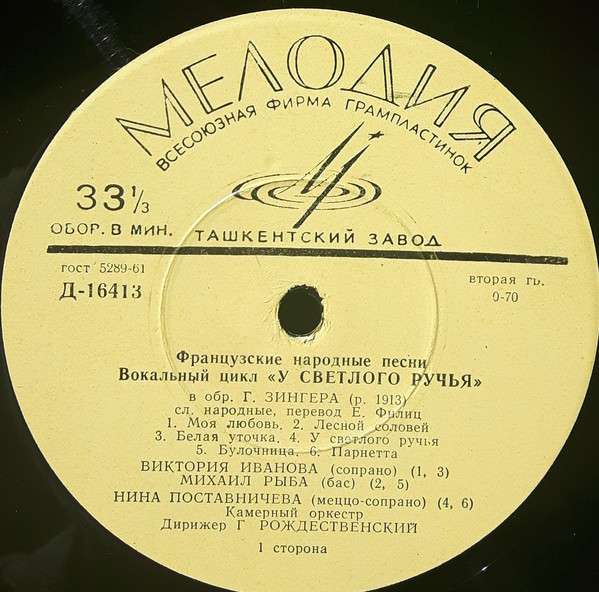 МЕЛОДИЯ
ВСЕСОЮЗНАЯ ФИРМА ГРАМПЛАСТИНОК
33⅓
ОБОР. В МИН.
ТАШКЕНТСКИЙ ЗАВОД
гост 5289-61
Д-16413
вторая гр.
0-70
Французские народные песни
Вокальный цикл «У СВЕТЛОГО РУЧЬЯ»
в обр. Г. ЗИНГЕРА (р. 1913)
сл. народные, перевод Е. Филиц
1. Моя любовь. 2. Лесной соловей
3. Белая уточка. 4. У светлого ручья
5. Булочница. 6. Парнетта
ВИКТОРИЯ ИВАНОВА (сопрано) (1, 3)
МИХАИЛ РЫБА (бас) (2, 5)
НИНА ПОСТАВНИЧЕВА (меццо-сопрано) (4, 6)
Камерный оркестр
Дирижер Г РОЖДЕСТВЕНСКИЙ
1 сторона